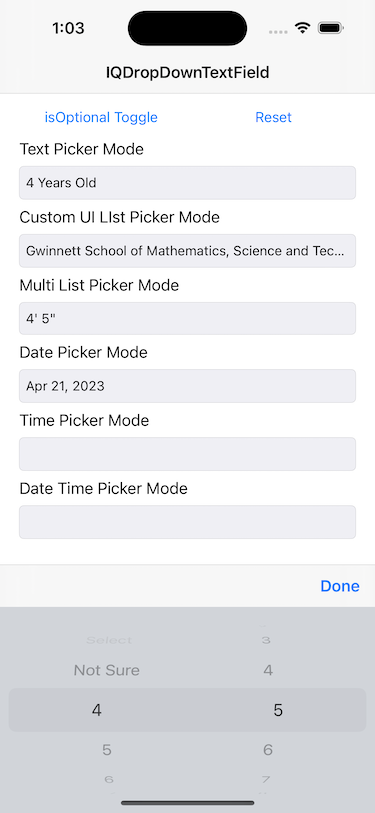 1:03
IQDropDownTextField
isOptional Toggle Reset
Text Picker Mode
4 Years Old
Custom UI LIst Picker Mode
Gwinnett School of Mathematics, Science and Tec...
Multi List Picker Mode
4' 5"
Date Picker Mode
Apr 21, 2023
Time Picker Mode
Date Time Picker Mode
Done
Select 3
Not Sure 4
4 5
5 6
6 7